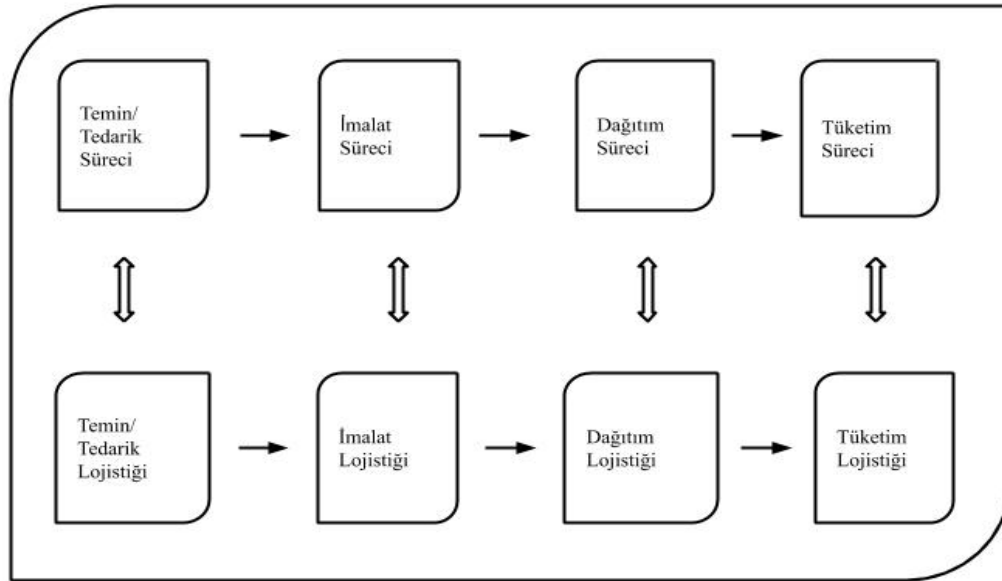 Temin/
Tedarik
Süreci
İmalat
Süreci
Dağıtım
Süreci
Tüketim
Süreci
Temin/
Tedarik
Lojistiği
İmalat
Lojistiği
Dağıtım
Lojistiği
Tüketim
Lojistiği